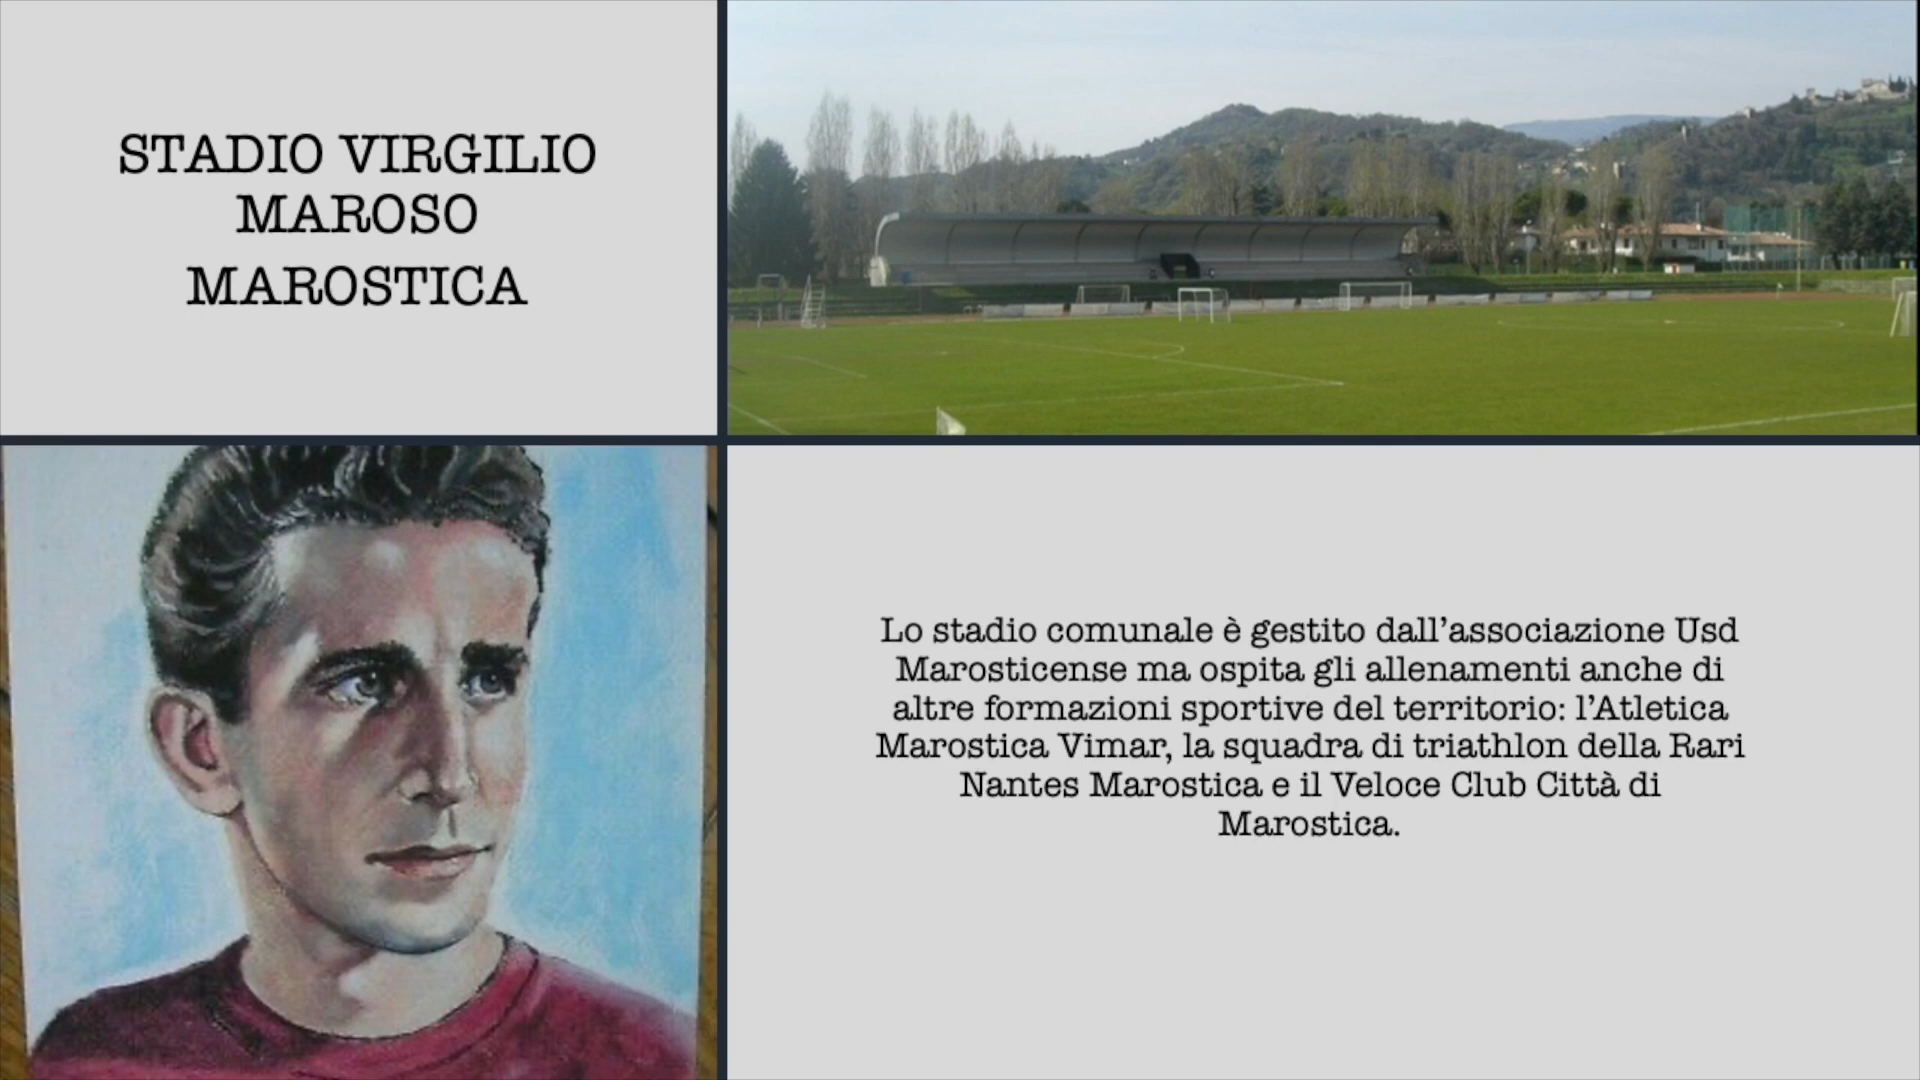 STADIO VIRGILIO
MAROSO
MAROSTICA
Lo stadio comunale è gestito dall’associazione Usd
Marosticense ma ospita gli allenamenti anche di
altre formazioni sportive del territorio: l’Atletica
Marostica Vimar, la squadra di triathlon della Rari
Nantes Marostica e il Veloce Club Città di
Marostica.